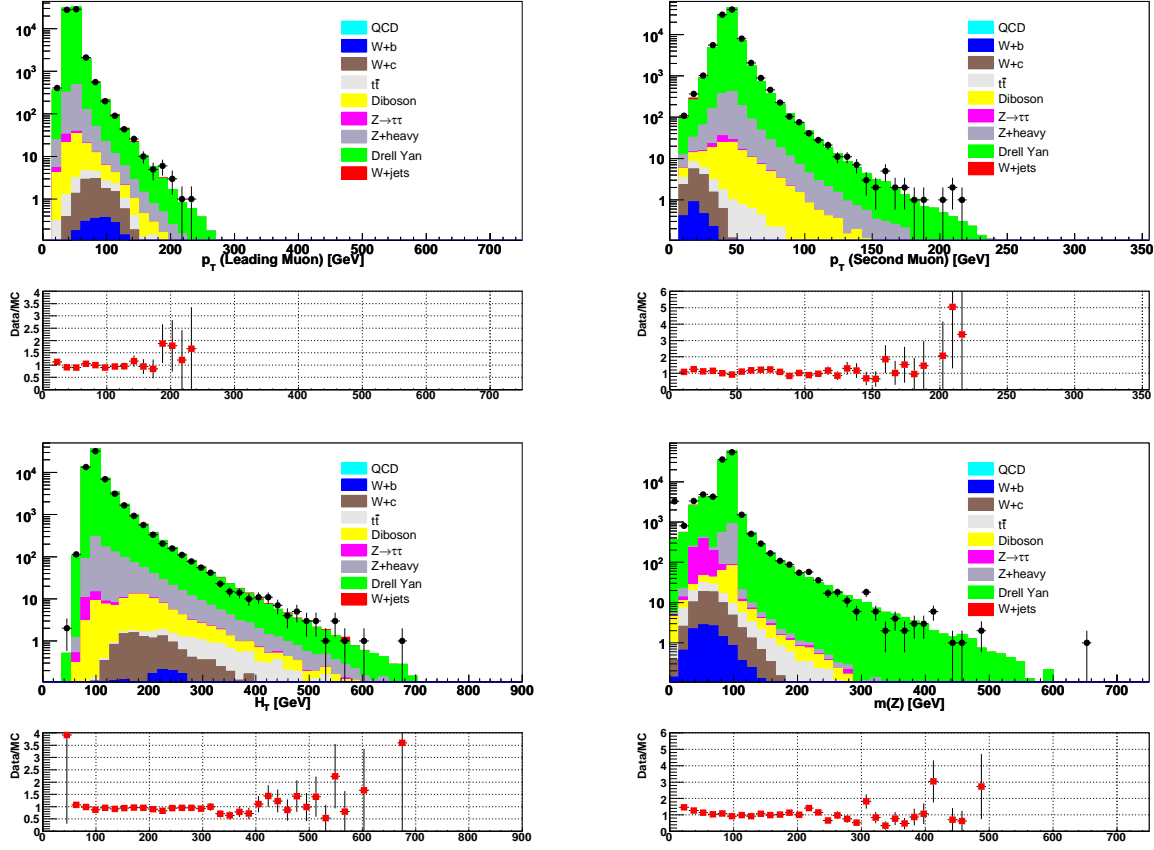 10⁴
10³
10²
10
1
QCD
W+b
W+c
tt̄
Diboson
Z→ττ
Z+heavy
Drell Yan
W+jets
0 100 200 300 400 500 600 700
p_T (Leading Muon) [GeV]
10⁴
10³
10²
10
1
QCD
W+b
W+c
tt̄
Diboson
Z→ττ
Z+heavy
Drell Yan
W+jets
0 50 100 150 200 250 300 350
p_T (Second Muon) [GeV]
Data/MC
4
3.5
3
2.5
2
1.5
1
0.5
0
0 100 200 300 400 500 600 700
Data/MC
6
5
4
3
2
1
0
0 50 100 150 200 250 300 350
10⁴
10³
10²
10
1
QCD
W+b
W+c
tt̄
Diboson
Z→ττ
Z+heavy
Drell Yan
W+jets
0 100 200 300 400 500 600 700 800 900
H_T [GeV]
10⁴
10³
10²
10
1
QCD
W+b
W+c
tt̄
Diboson
Z→ττ
Z+heavy
Drell Yan
W+jets
0 100 200 300 400 500 600 700
m(Z) [GeV]
Data/MC
4
3.5
3
2.5
2
1.5
1
0.5
0
0 100 200 300 400 500 600 700 800 900
Data/MC
6
5
4
3
2
1
0
0 100 200 300 400 500 600 700